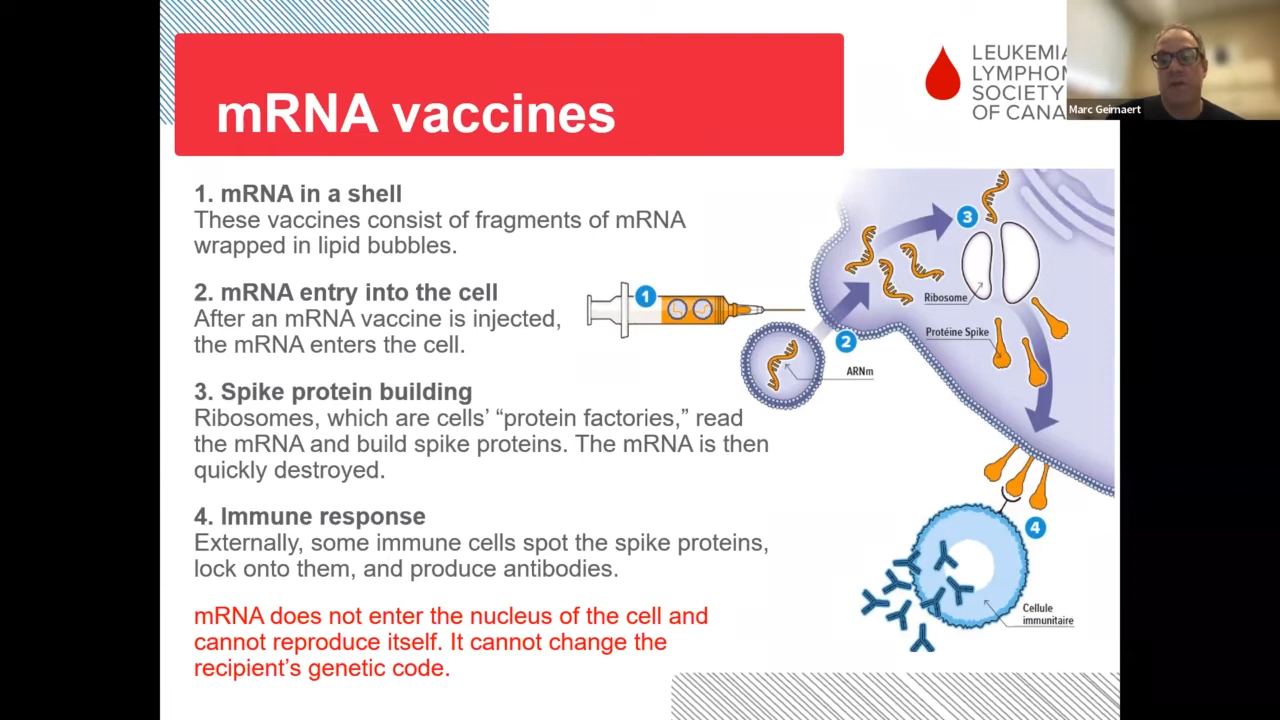 mRNA vaccines
LEUKEMIA
LYMPHO
SOCIETY
OF CANA
Marc Geirnaert
1. mRNA in a shell
These vaccines consist of fragments of mRNA
wrapped in lipid bubbles.
2. mRNA entry into the cell
After an mRNA vaccine is injected,
the mRNA enters the cell.
3. Spike protein building
Ribosomes, which are cells’ “protein factories,” read
the mRNA and build spike proteins. The mRNA is then
quickly destroyed.
4. Immune response
Externally, some immune cells spot the spike proteins,
lock onto them, and produce antibodies.
mRNA does not enter the nucleus of the cell and
cannot reproduce itself. It cannot change the
recipient’s genetic code.
1
2
3
Ribosome
Protéine Spike
ARNm
4
Cellule
immunitaire